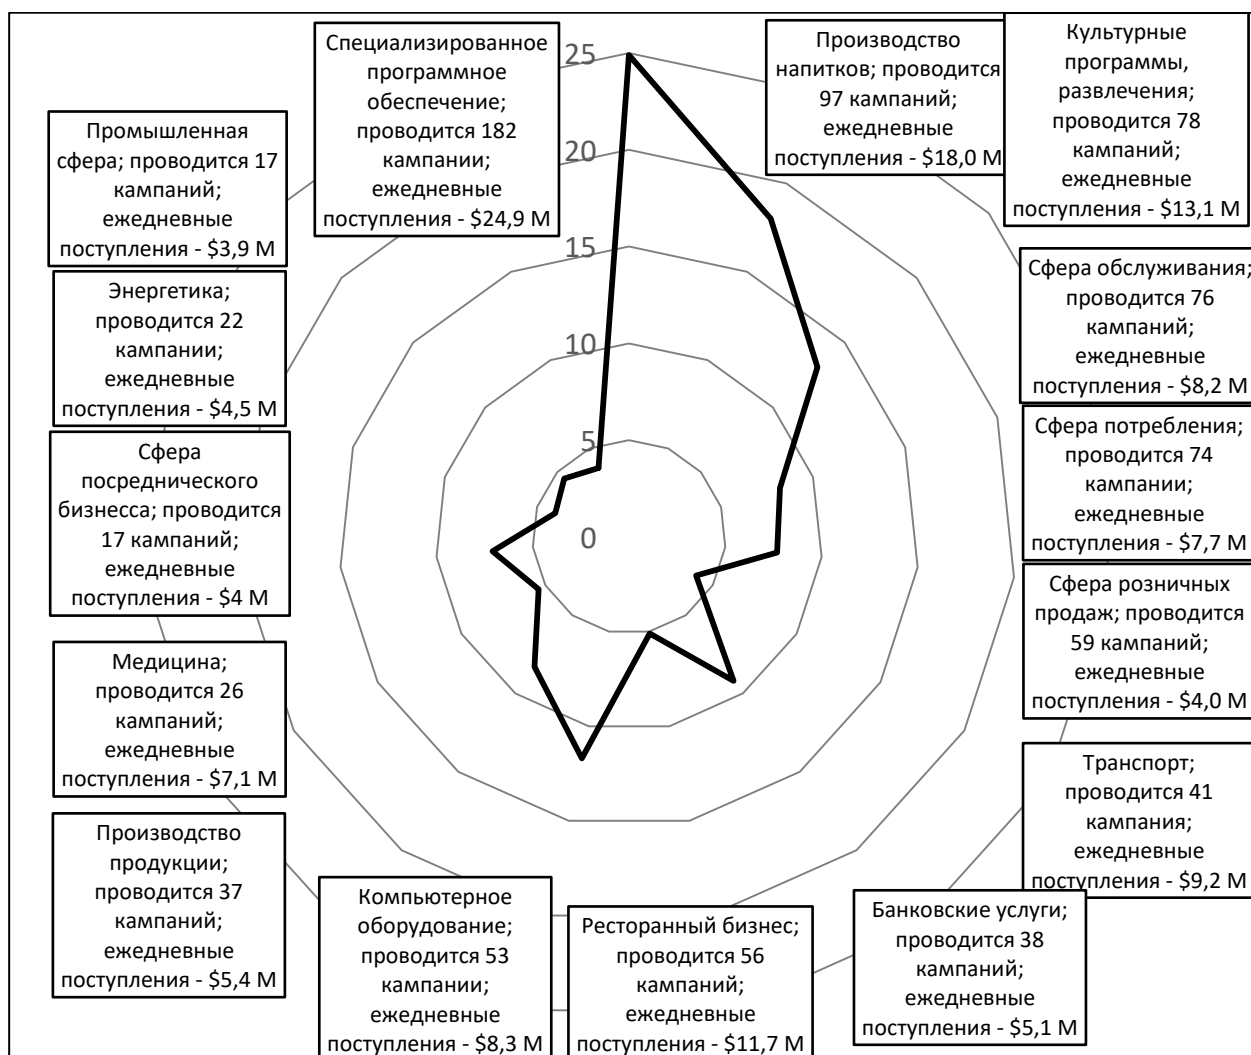 Специализированное
программное
обеспечение;
проводится 182
кампании;
ежедневные
поступления - $24,9 M
Производство
напитков; проводится
97 кампаний;
ежедневные
поступления - $18,0 M
Культурные
программы,
развлечения;
проводится 78
кампаний;
ежедневные
поступления
- $13,1 M
Сфера обслуживания;
проводится 76
кампаний;
ежедневные
поступления - $8,2 M
Сфера потребления;
проводится 74
кампании;
ежедневные
поступления - $7,7 M
Сфера розничных
продаж; проводится
59 кампаний;
ежедневные
поступления - $4,0 M
Транспорт;
проводится 41
кампания;
ежедневные
поступления - $9,2 M
Банковские услуги;
проводится 38
кампаний;
ежедневные
поступления - $5,1 M
Ресторанный бизнес;
проводится 56
кампаний;
ежедневные
поступления - $11,7 M
Компьютерное
оборудование;
проводится 53
кампании;
ежедневные
поступления - $8,3 M
Производство
продукции;
проводится 37
кампаний;
ежедневные
поступления - $5,4 M
Медицина;
проводится 26
кампаний;
ежедневные
поступления - $7,1 M
Сфера
посреднического
бизнесса; проводится
17 кампаний;
ежедневные
поступления - $4 M
Энергетика;
проводится 22
кампании;
ежедневные
поступления - $4,5 M
Промышленная
сфера; проводится 17
кампаний;
ежедневные
поступления - $3,9 M
25
20
15
10
5
0